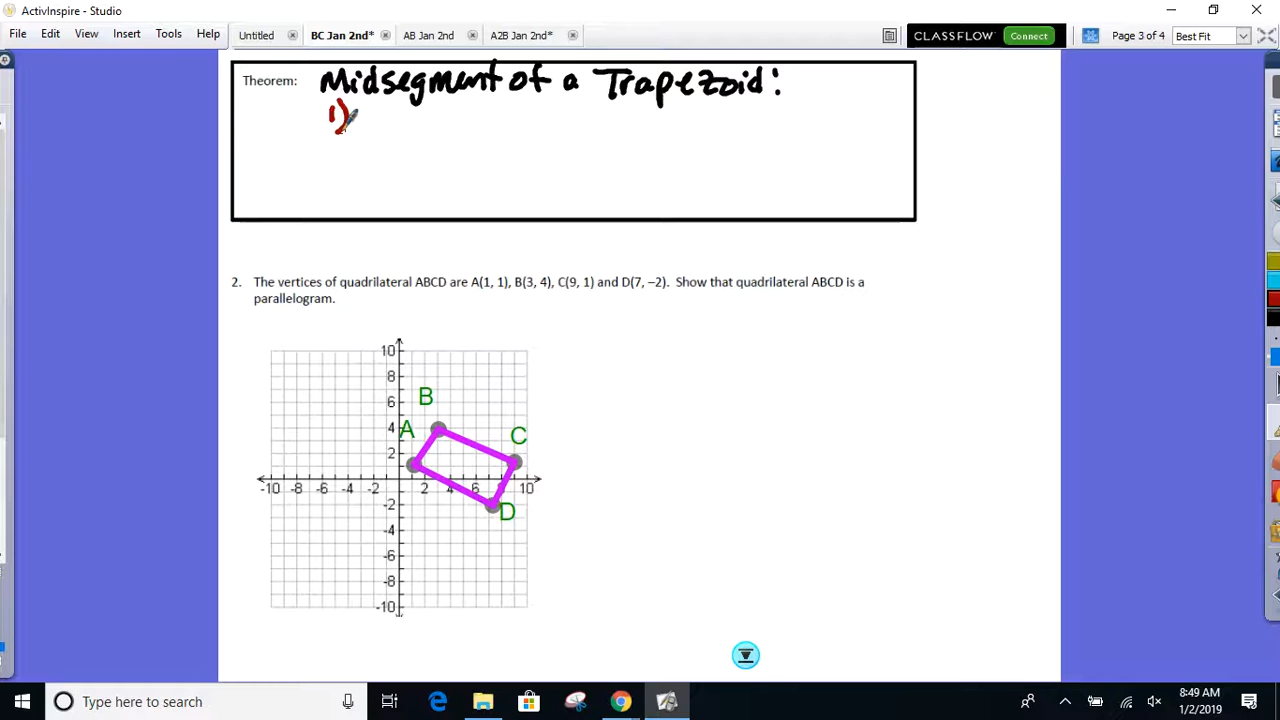 ActivInspire - Studio
File Edit View Insert Tools Help
Untitled BC Jan 2nd* AB Jan 2nd A2B Jan 2nd*
CLASSFLOW Connect Page 3 of 4 Best Fit
Theorem: Midsegment of a Trapezoid:
1)
2. The vertices of quadrilateral ABCD are A(1, 1), B(3, 4), C(9, 1) and D(7, –2). Show that quadrilateral ABCD is a
parallelogram.
10
8
B
6
A
4
C
2
-10 -8 -6 -4 -2 2 4 6 8 10
-2
D
-4
-6
-8
-10
Type here to search
8:49 AM
1/2/2019